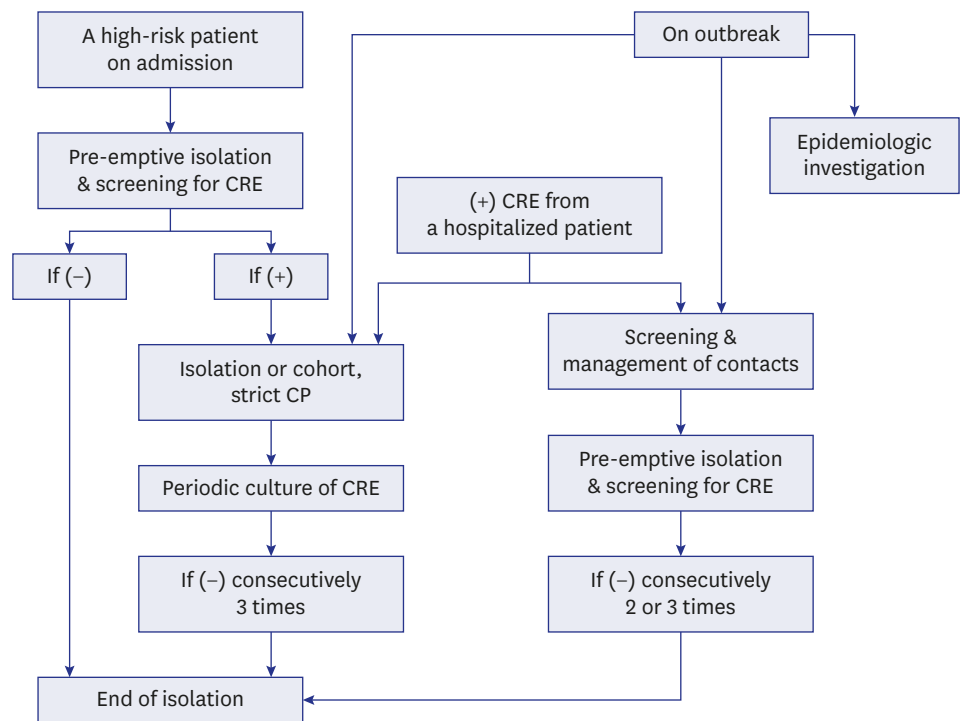 A high-risk patient
on admission
On outbreak
Pre-emptive isolation
& screening for CRE
Epidemiologic
investigation
(+) CRE from
a hospitalized patient
If (−)
If (+)
Isolation or cohort,
strict CP
Screening &
management of contacts
Periodic culture of CRE
Pre-emptive isolation
& screening for CRE
If (−) consecutively
3 times
If (−) consecutively
2 or 3 times
End of isolation